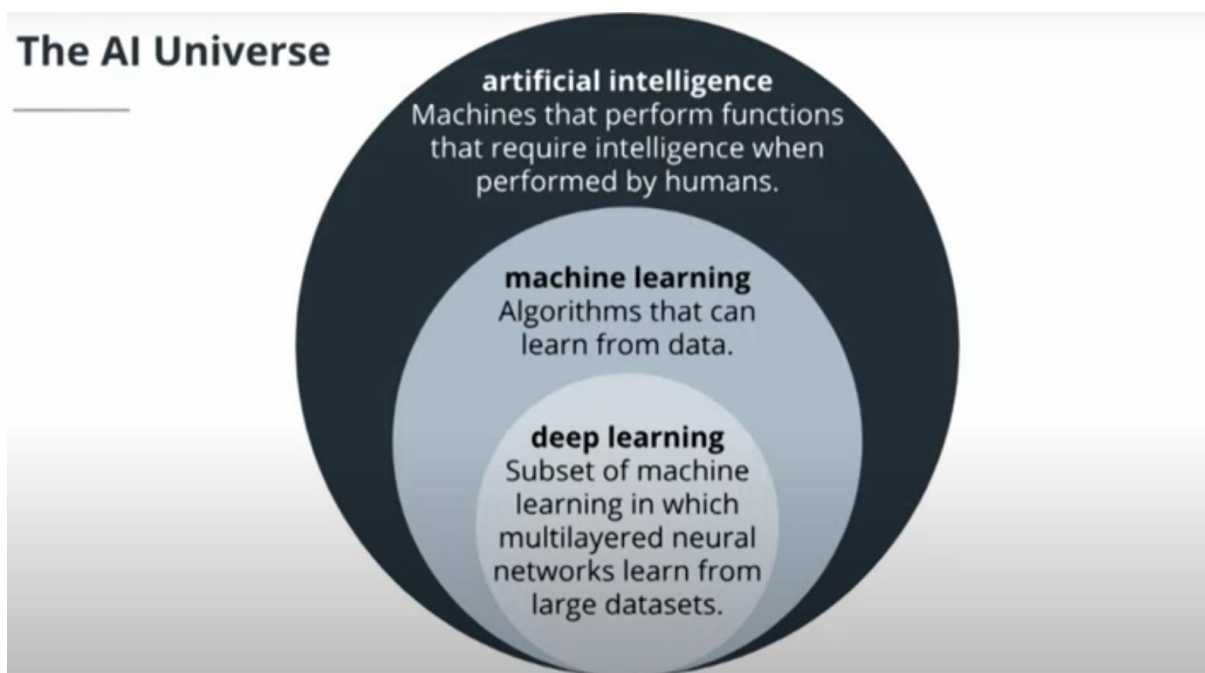 The AI Universe
artificial intelligence
Machines that perform functions
that require intelligence when
performed by humans.
machine learning
Algorithms that can
learn from data.
deep learning
Subset of machine
learning in which
multilayered neural
networks learn from
large datasets.